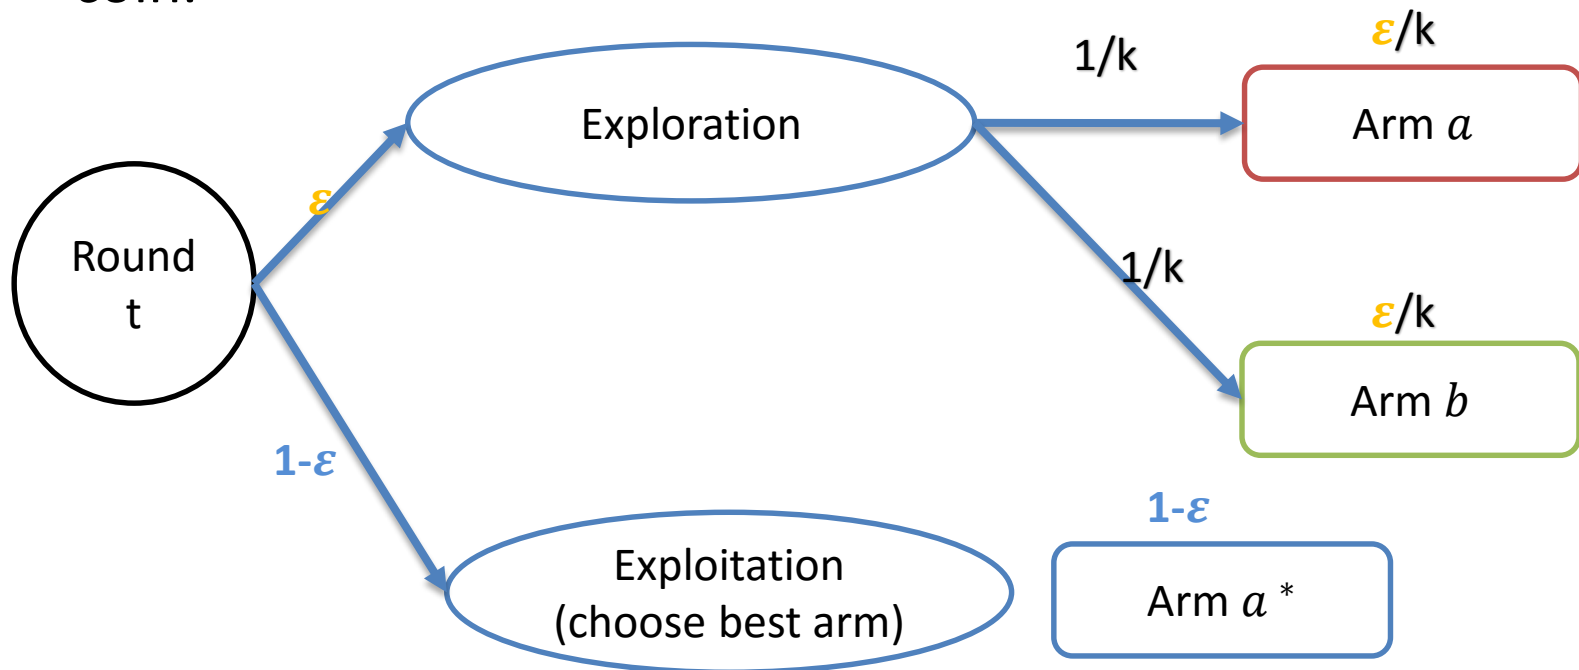 1/k
ε/k
Exploration
Arm a
ε
Round
t
1/k
ε/k
Arm b
1-ε
1-ε
Exploitation
(choose best arm)
Arm a *